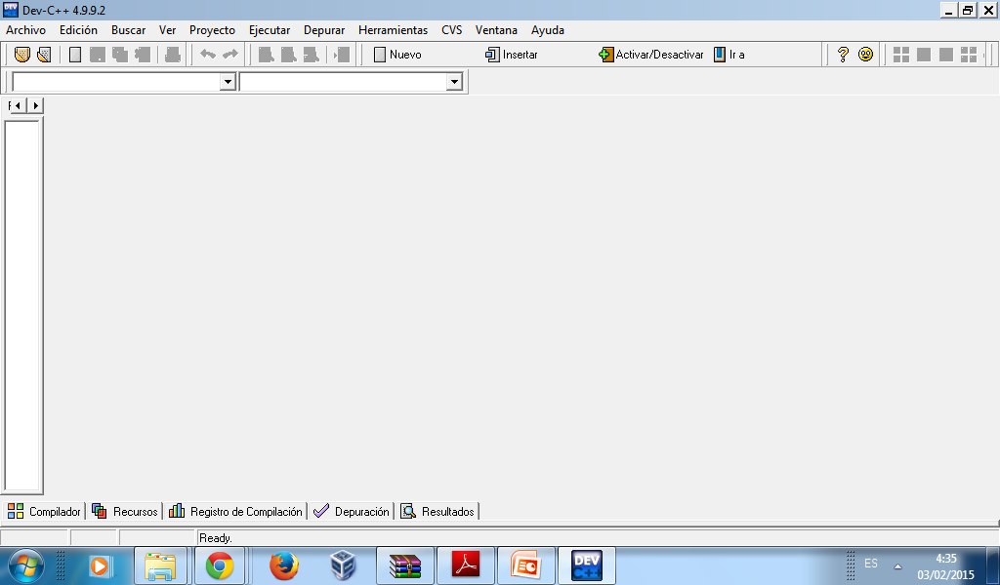 Dev-C++ 4.9.9.2
Archivo Edición Buscar Ver Proyecto Ejecutar Depurar Herramientas CVS Ventana Ayuda
Nuevo Insertar Activar/Desactivar Ir a
Compilador Recursos Registro de Compilación Depuración Resultados
Ready.
DEV C++
ES
4:35
03/02/2015